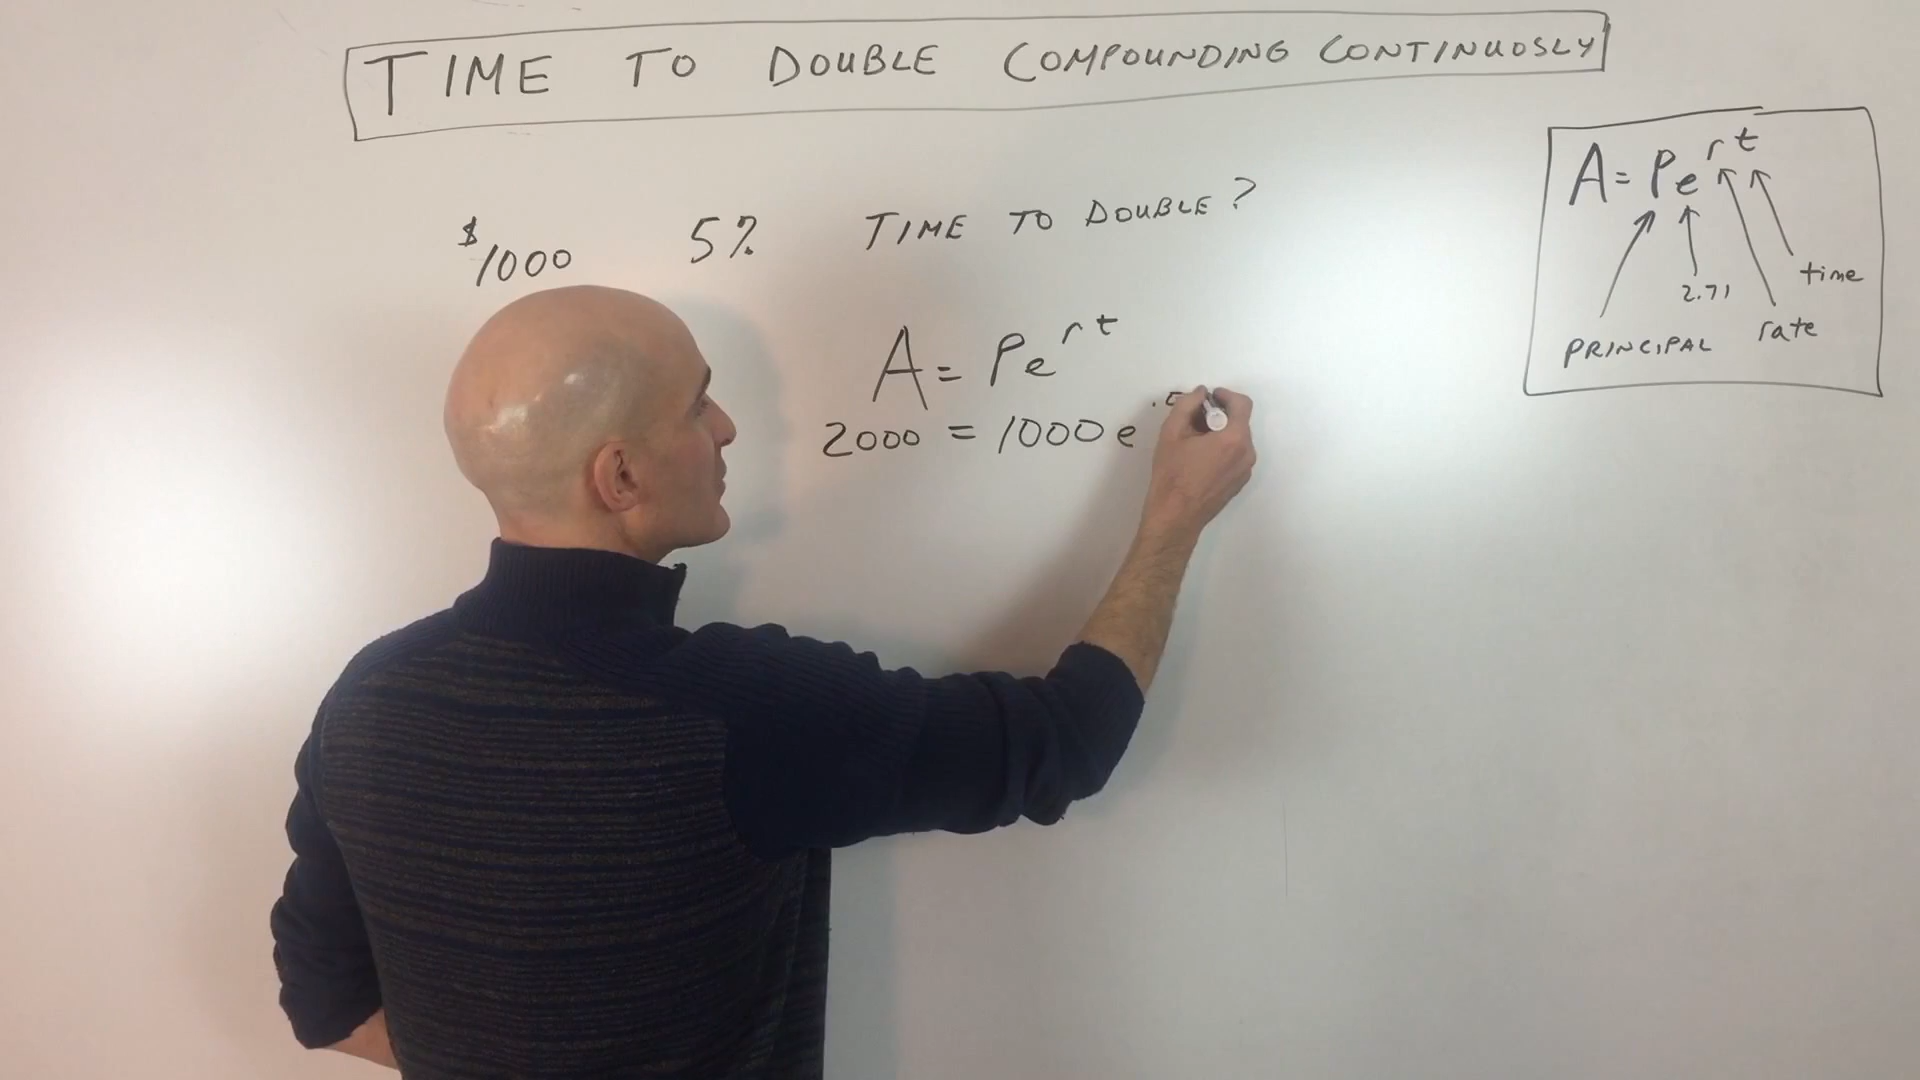 TIME TO DOUBLE COMPOUNDING CONTINUOSLY
$1000 5% TIME TO DOUBLE?
A = Pe^rt
2000 = 1000 e
A = Pe^rt
2.71
time
PRINCIPAL
rate